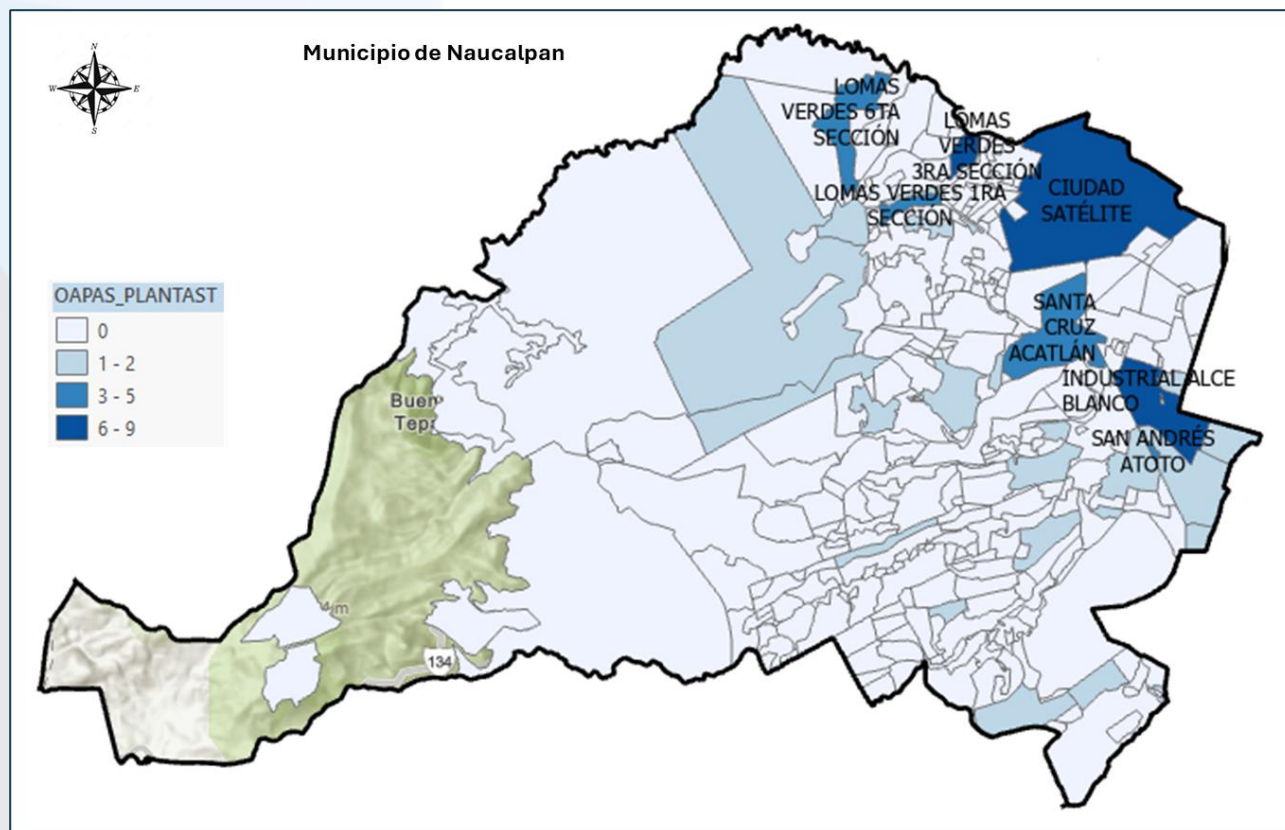 Municipio de Naucalpan
N
W
E
S
LOMAS
VERDES 6TA
SECCIÓN
LOMAS
VERDES
3RA SECCIÓN
LOMAS VERDES 1RA
SECCIÓN
CIUDAD
SATÉLITE
OAPAS_PLANTAST
0
1 - 2
3 - 5
6 - 9
SANTA
CRUZ
ACATLÁN
INDUSTRIAL ALCE
BLANCO
SAN ANDRÉS
ATOTO
134